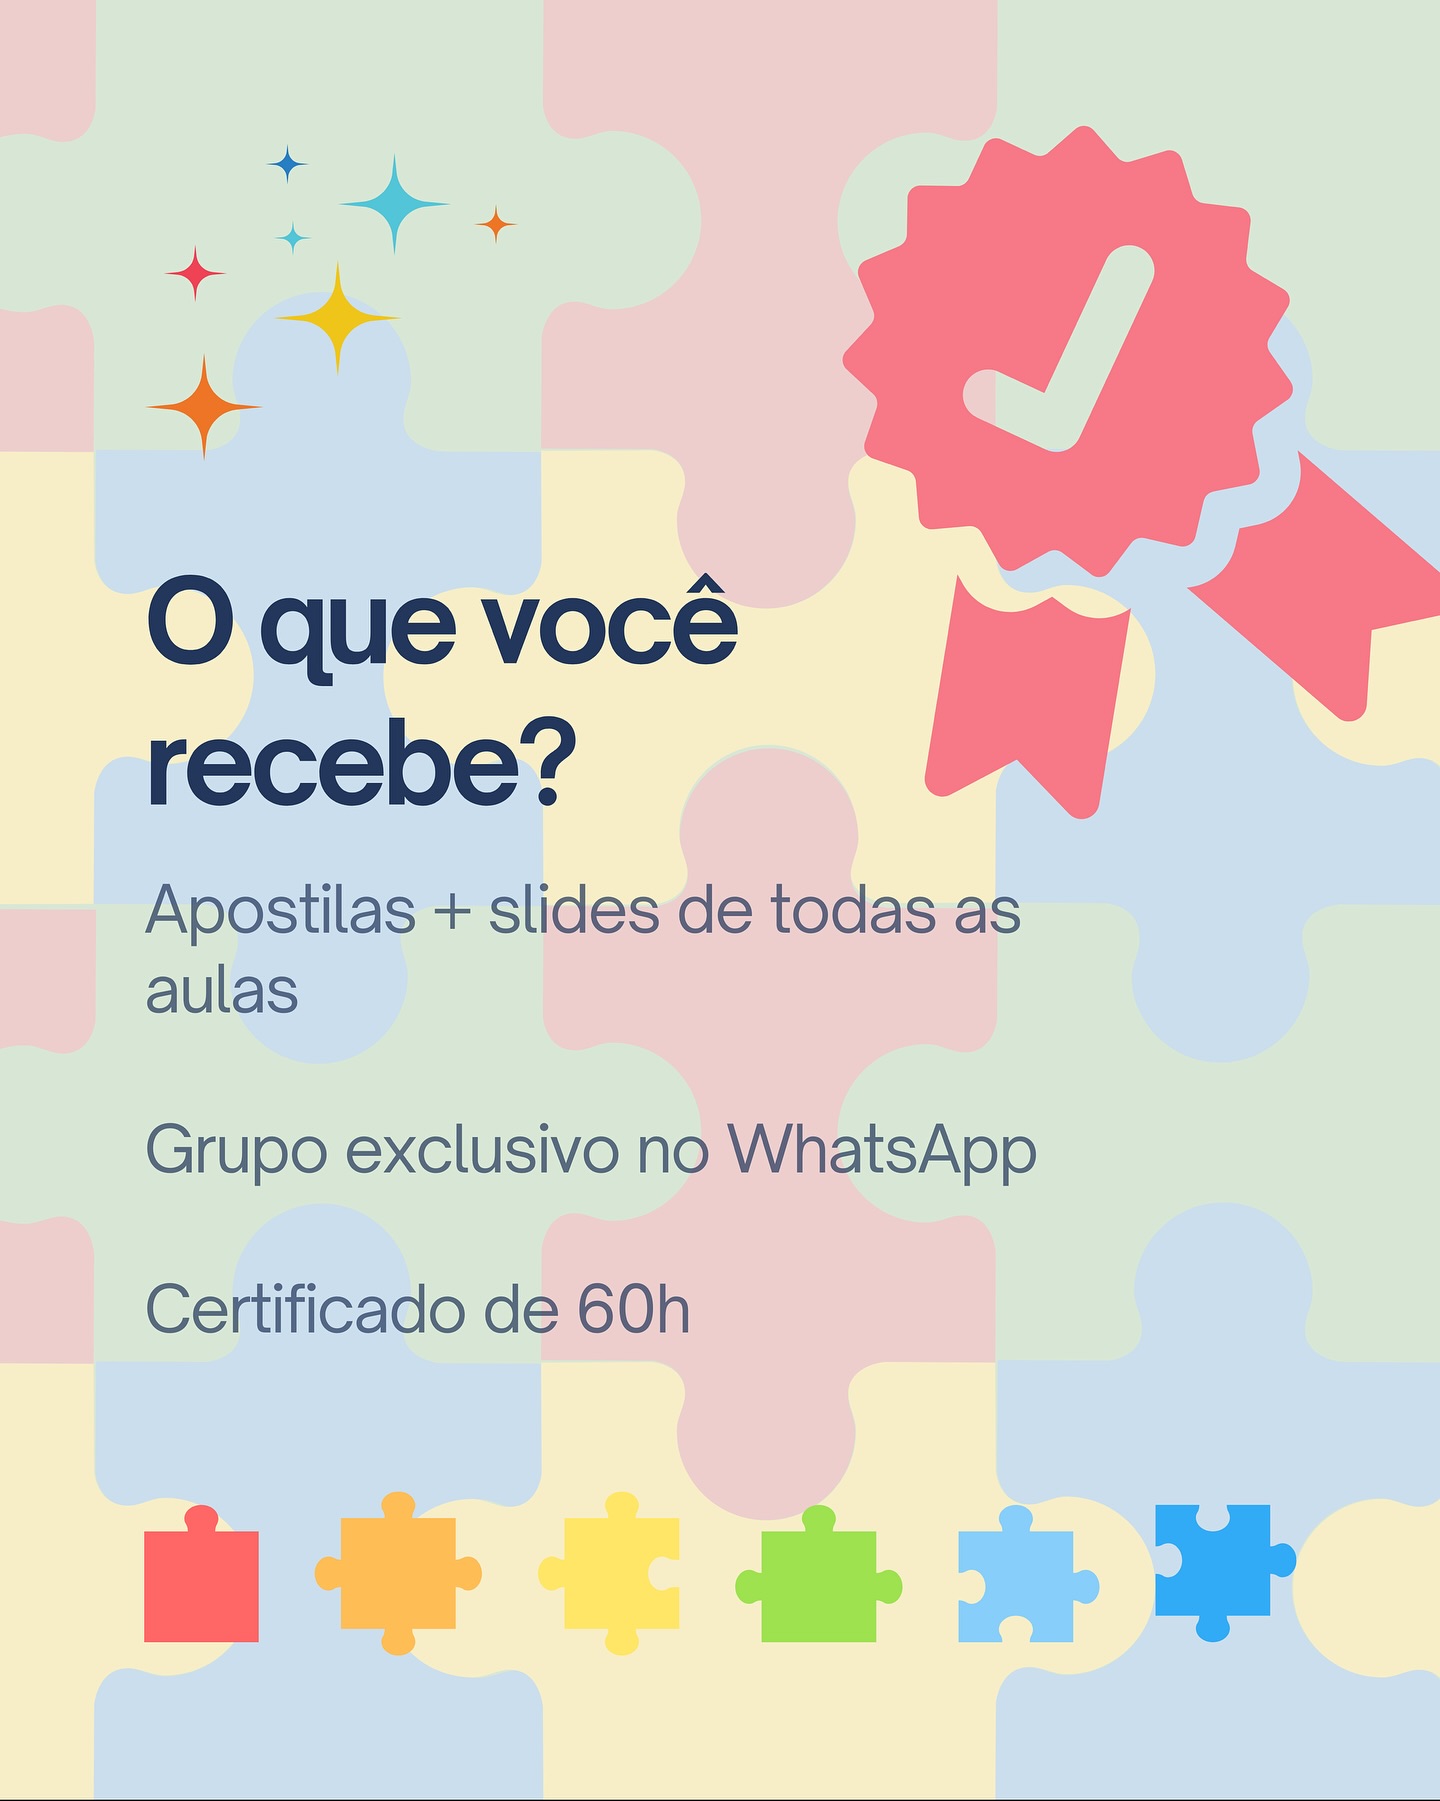 O que você
recebe?
Apostilas + slides de todas as
aulas
Grupo exclusivo no WhatsApp
Certificado de 60h